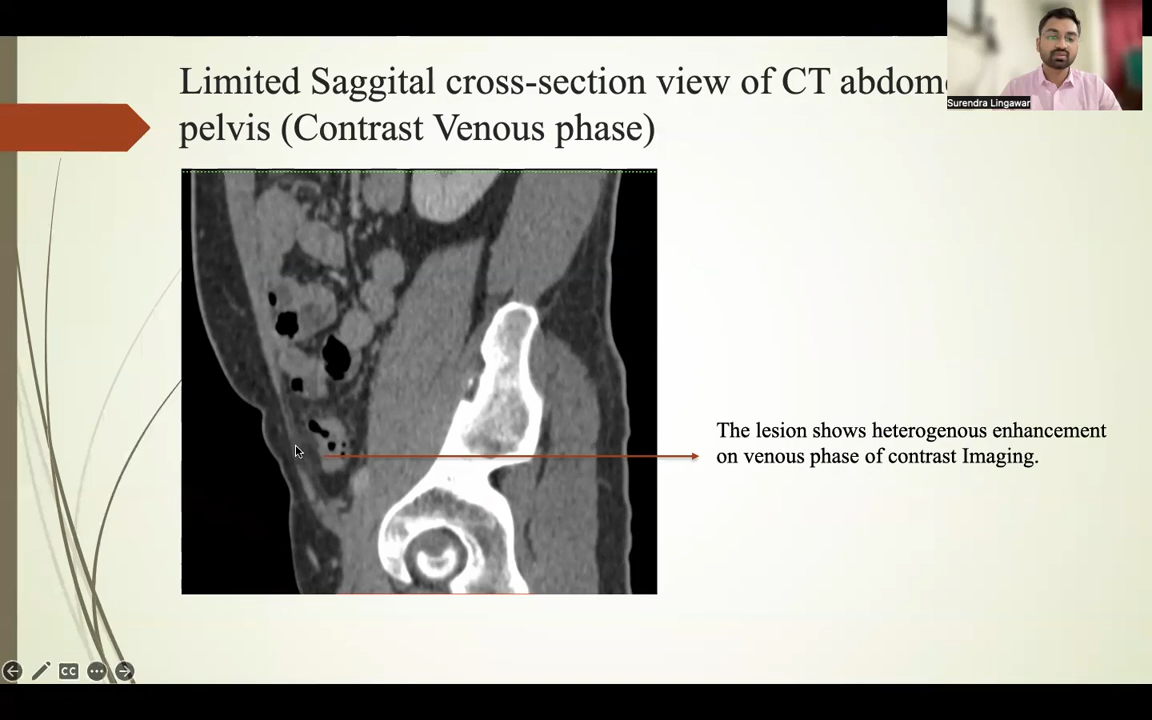 Limited Saggital cross-section view of CT abdom
pelvis (Contrast Venous phase)
Surendra Lingawar
The lesion shows heterogenous enhancement
on venous phase of contrast Imaging.
CC